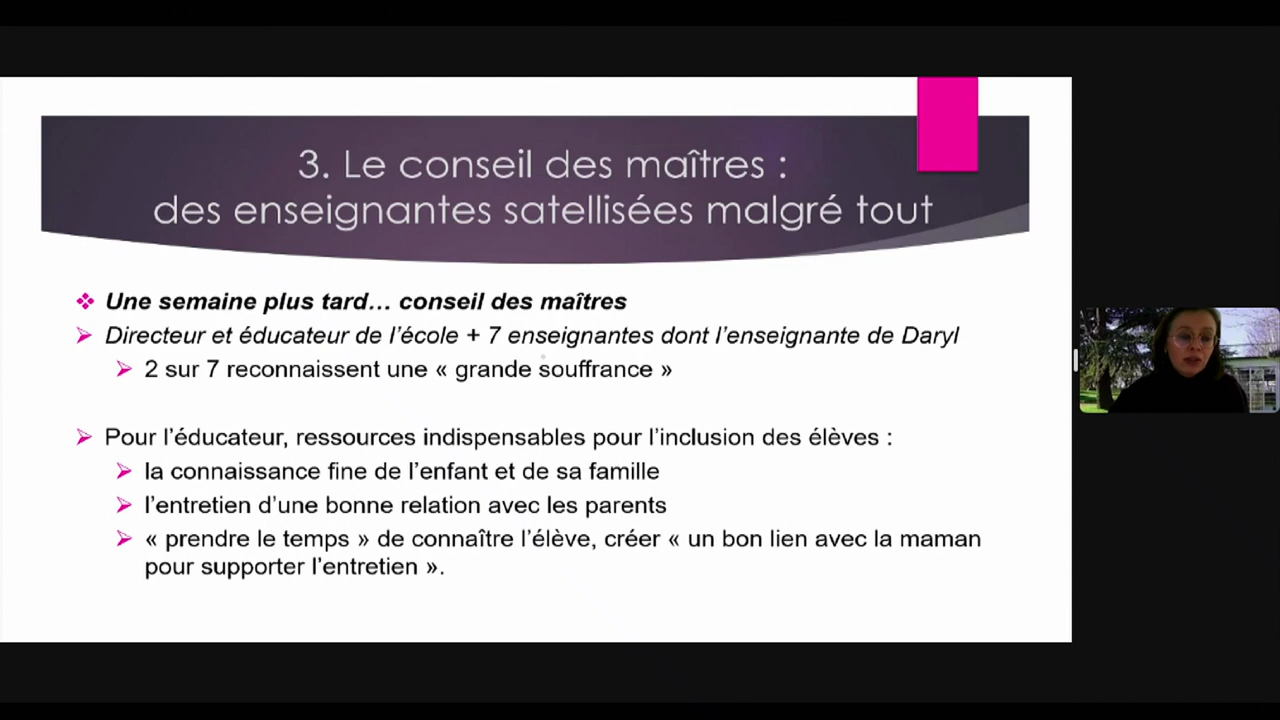 3. Le conseil des maîtres :
des enseignantes satellisées malgré tout
Une semaine plus tard… conseil des maîtres
Directeur et éducateur de l’école + 7 enseignantes dont l’enseignante de Daryl
2 sur 7 reconnaissent une « grande souffrance »
Pour l’éducateur, ressources indispensables pour l’inclusion des élèves :
la connaissance fine de l’enfant et de sa famille
l’entretien d’une bonne relation avec les parents
« prendre le temps » de connaître l’élève, créer « un bon lien avec la maman
pour supporter l’entretien ».